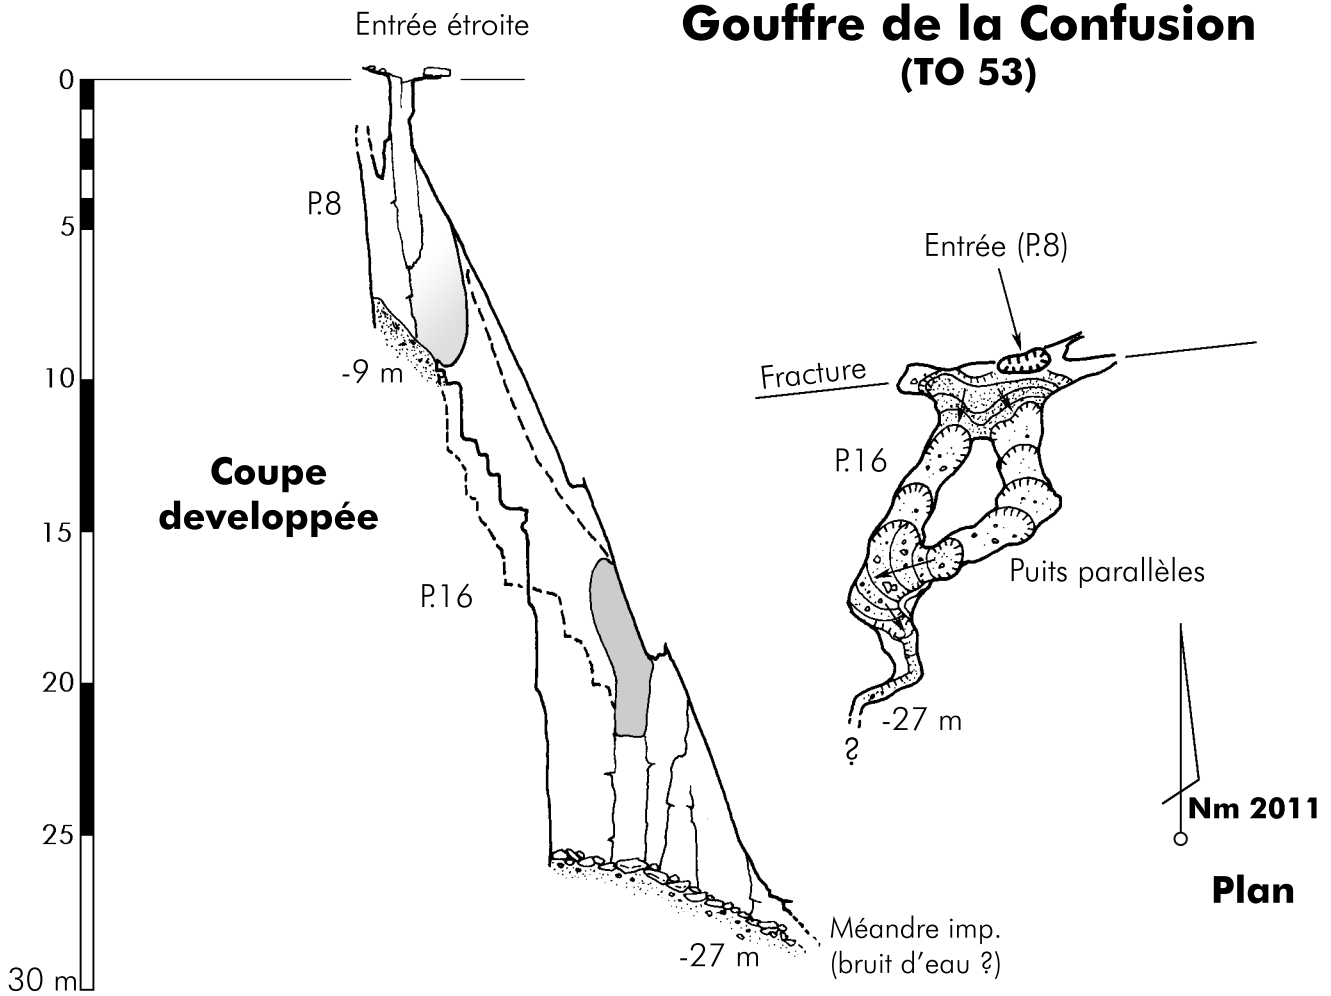 Entrée étroite
Gouffre de la Confusion
(TO 53)
0
P.8
5
Entrée (P.8)
-9 m
10
Fracture
P.16
Coupe
developpée
15
Puits parallèles
P.16
20
-27 m
?
Nm 2011
25
Plan
Méandre imp.
(bruit d'eau ?)
-27 m
30 m